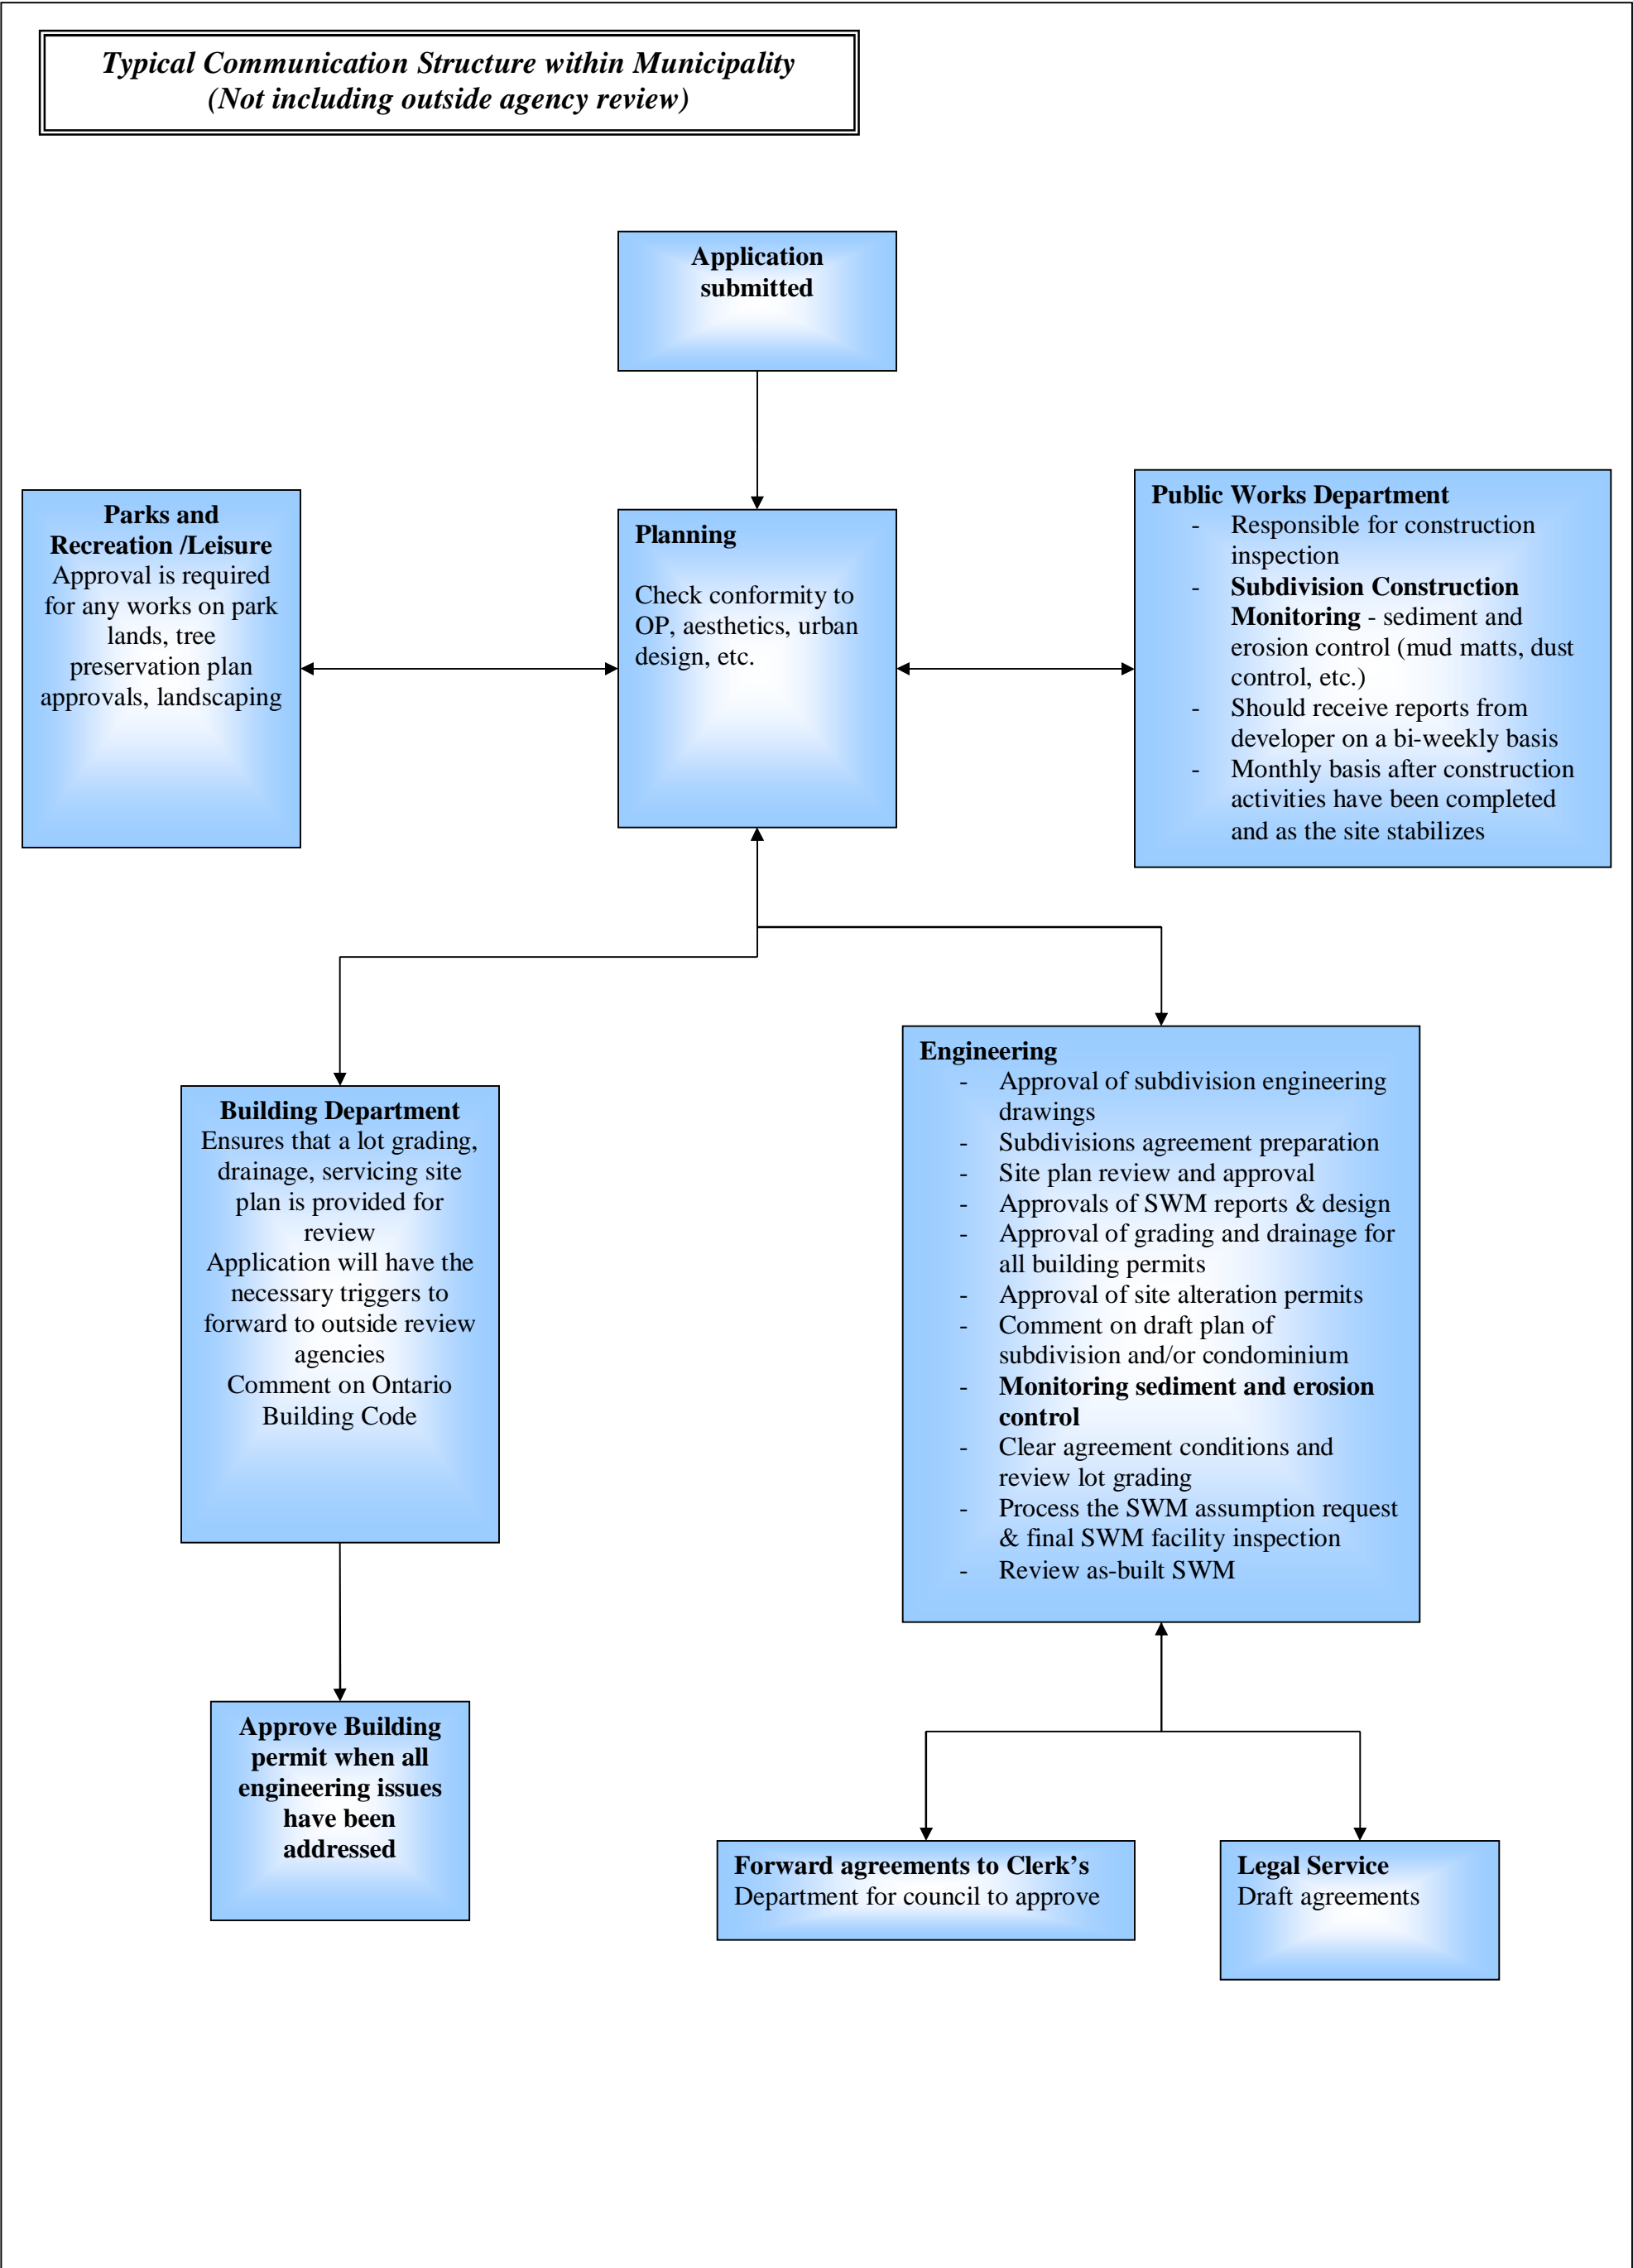 Typical Communication Structure within Municipality
(Not including outside agency review)
Application
submitted
Parks and
Recreation /Leisure
Approval is required
for any works on park
lands, tree
preservation plan
approvals, landscaping
Planning
Check conformity to
OP, aesthetics, urban
design, etc.
Public Works Department
- Responsible for construction
inspection
- Subdivision Construction
Monitoring - sediment and
erosion control (mud matts, dust
control, etc.)
- Should receive reports from
developer on a bi-weekly basis
- Monthly basis after construction
activities have been completed
and as the site stabilizes
Building Department
Ensures that a lot grading,
drainage, servicing site
plan is provided for
review
Application will have the
necessary triggers to
forward to outside review
agencies
Comment on Ontario
Building Code
Engineering
- Approval of subdivision engineering
drawings
- Subdivisions agreement preparation
- Site plan review and approval
- Approvals of SWM reports & design
- Approval of grading and drainage for
all building permits
- Approval of site alteration permits
- Comment on draft plan of
subdivision and/or condominium
- Monitoring sediment and erosion
control
- Clear agreement conditions and
review lot grading
- Process the SWM assumption request
& final SWM facility inspection
- Review as-built SWM
Approve Building
permit when all
engineering issues
have been
addressed
Forward agreements to Clerk’s
Department for council to approve
Legal Service
Draft agreements